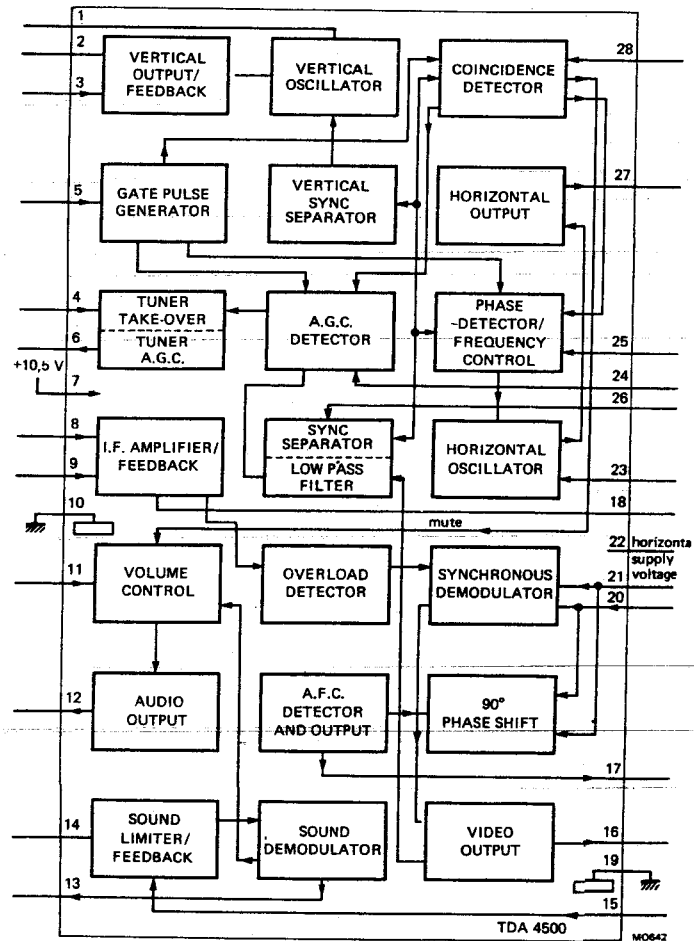 1
2
3
VERTICAL
OUTPUT/
FEEDBACK
VERTICAL
OSCILLATOR
COINCIDENCE
DETECTOR
28
5
GATE PULSE
GENERATOR
VERTICAL
SYNC
SEPARATOR
HORIZONTAL
OUTPUT
27
4
6
TUNER
TAKE-OVER
TUNER
A.G.C.
A.G.C.
DETECTOR
PHASE
DETECTOR/
FREQUENCY
CONTROL
25
24
26
+10,5 V
7
8
9
I.F. AMPLIFIER/
FEEDBACK
SYNC
SEPARATOR
LOW PASS
FILTER
HORIZONTAL
OSCILLATOR
23
18
10
mute
22 horizonta
supply
voltage
21
20
11
VOLUME
CONTROL
OVERLOAD
DETECTOR
SYNCHRONOUS
DEMODULATOR
12
AUDIO
OUTPUT
A.F.C.
DETECTOR
AND OUTPUT
90°
PHASE SHIFT
17
14
13
SOUND
LIMITER/
FEEDBACK
SOUND
DEMODULATOR
VIDEO
OUTPUT
16
19
15
TDA 4500
MO642